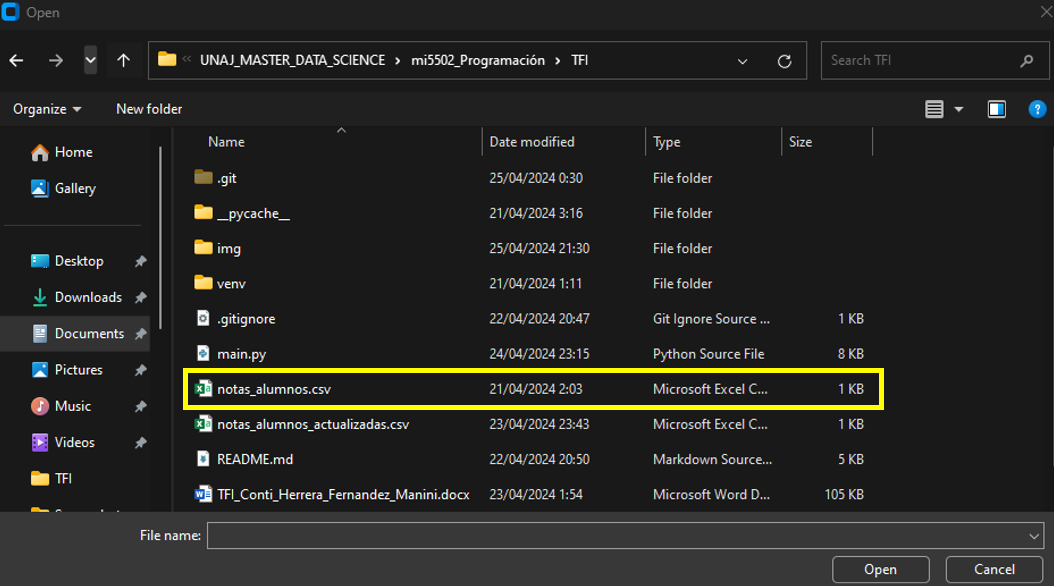 Open
« UNAJ_MASTER_DATA_SCIENCE › mi5502_Programación › TFI
Search TFI
Organize
New folder
Name Date modified Type Size
Home
Gallery
Desktop
Downloads
Documents
Pictures
Music
Videos
TFI
.git 25/04/2024 0:30 File folder
__pycache__ 21/04/2024 3:16 File folder
img 25/04/2024 21:30 File folder
venv 21/04/2024 1:11 File folder
.gitignore 22/04/2024 20:47 Git Ignore Source ... 1 KB
main.py 24/04/2024 23:15 Python Source File 8 KB
notas_alumnos.csv 21/04/2024 2:03 Microsoft Excel C... 1 KB
notas_alumnos_actualizadas.csv 23/04/2024 23:43 Microsoft Excel C... 1 KB
README.md 22/04/2024 20:50 Markdown Source... 5 KB
TFI_Conti_Herrera_Fernandez_Manini.docx 23/04/2024 1:54 Microsoft Word D... 105 KB
File name:
Open
Cancel